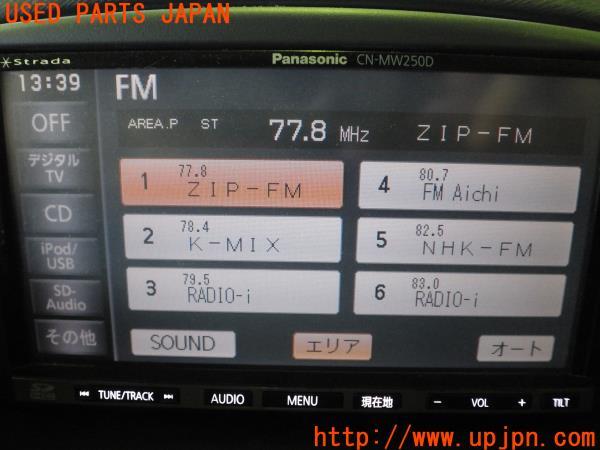 USED PARTS JAPAN
Strada
Panasonic CN-MW250D
13:39 FM
OFF
AREA.P ST 77.8 MHz ZIP-FM
デジタル
TV
CD
iPod/
USB
SD-
Audio
その他
1 77.8 ZIP-FM
2 78.4 K-MIX
3 79.5 RADIO-i
4 80.7 FM Aichi
5 82.5 NHK-FM
6 83.0 RADIO-i
SOUND エリア オート
TUNE/TRACK AUDIO MENU 現在地 - VOL + TILT
http://www.upjpn.com/